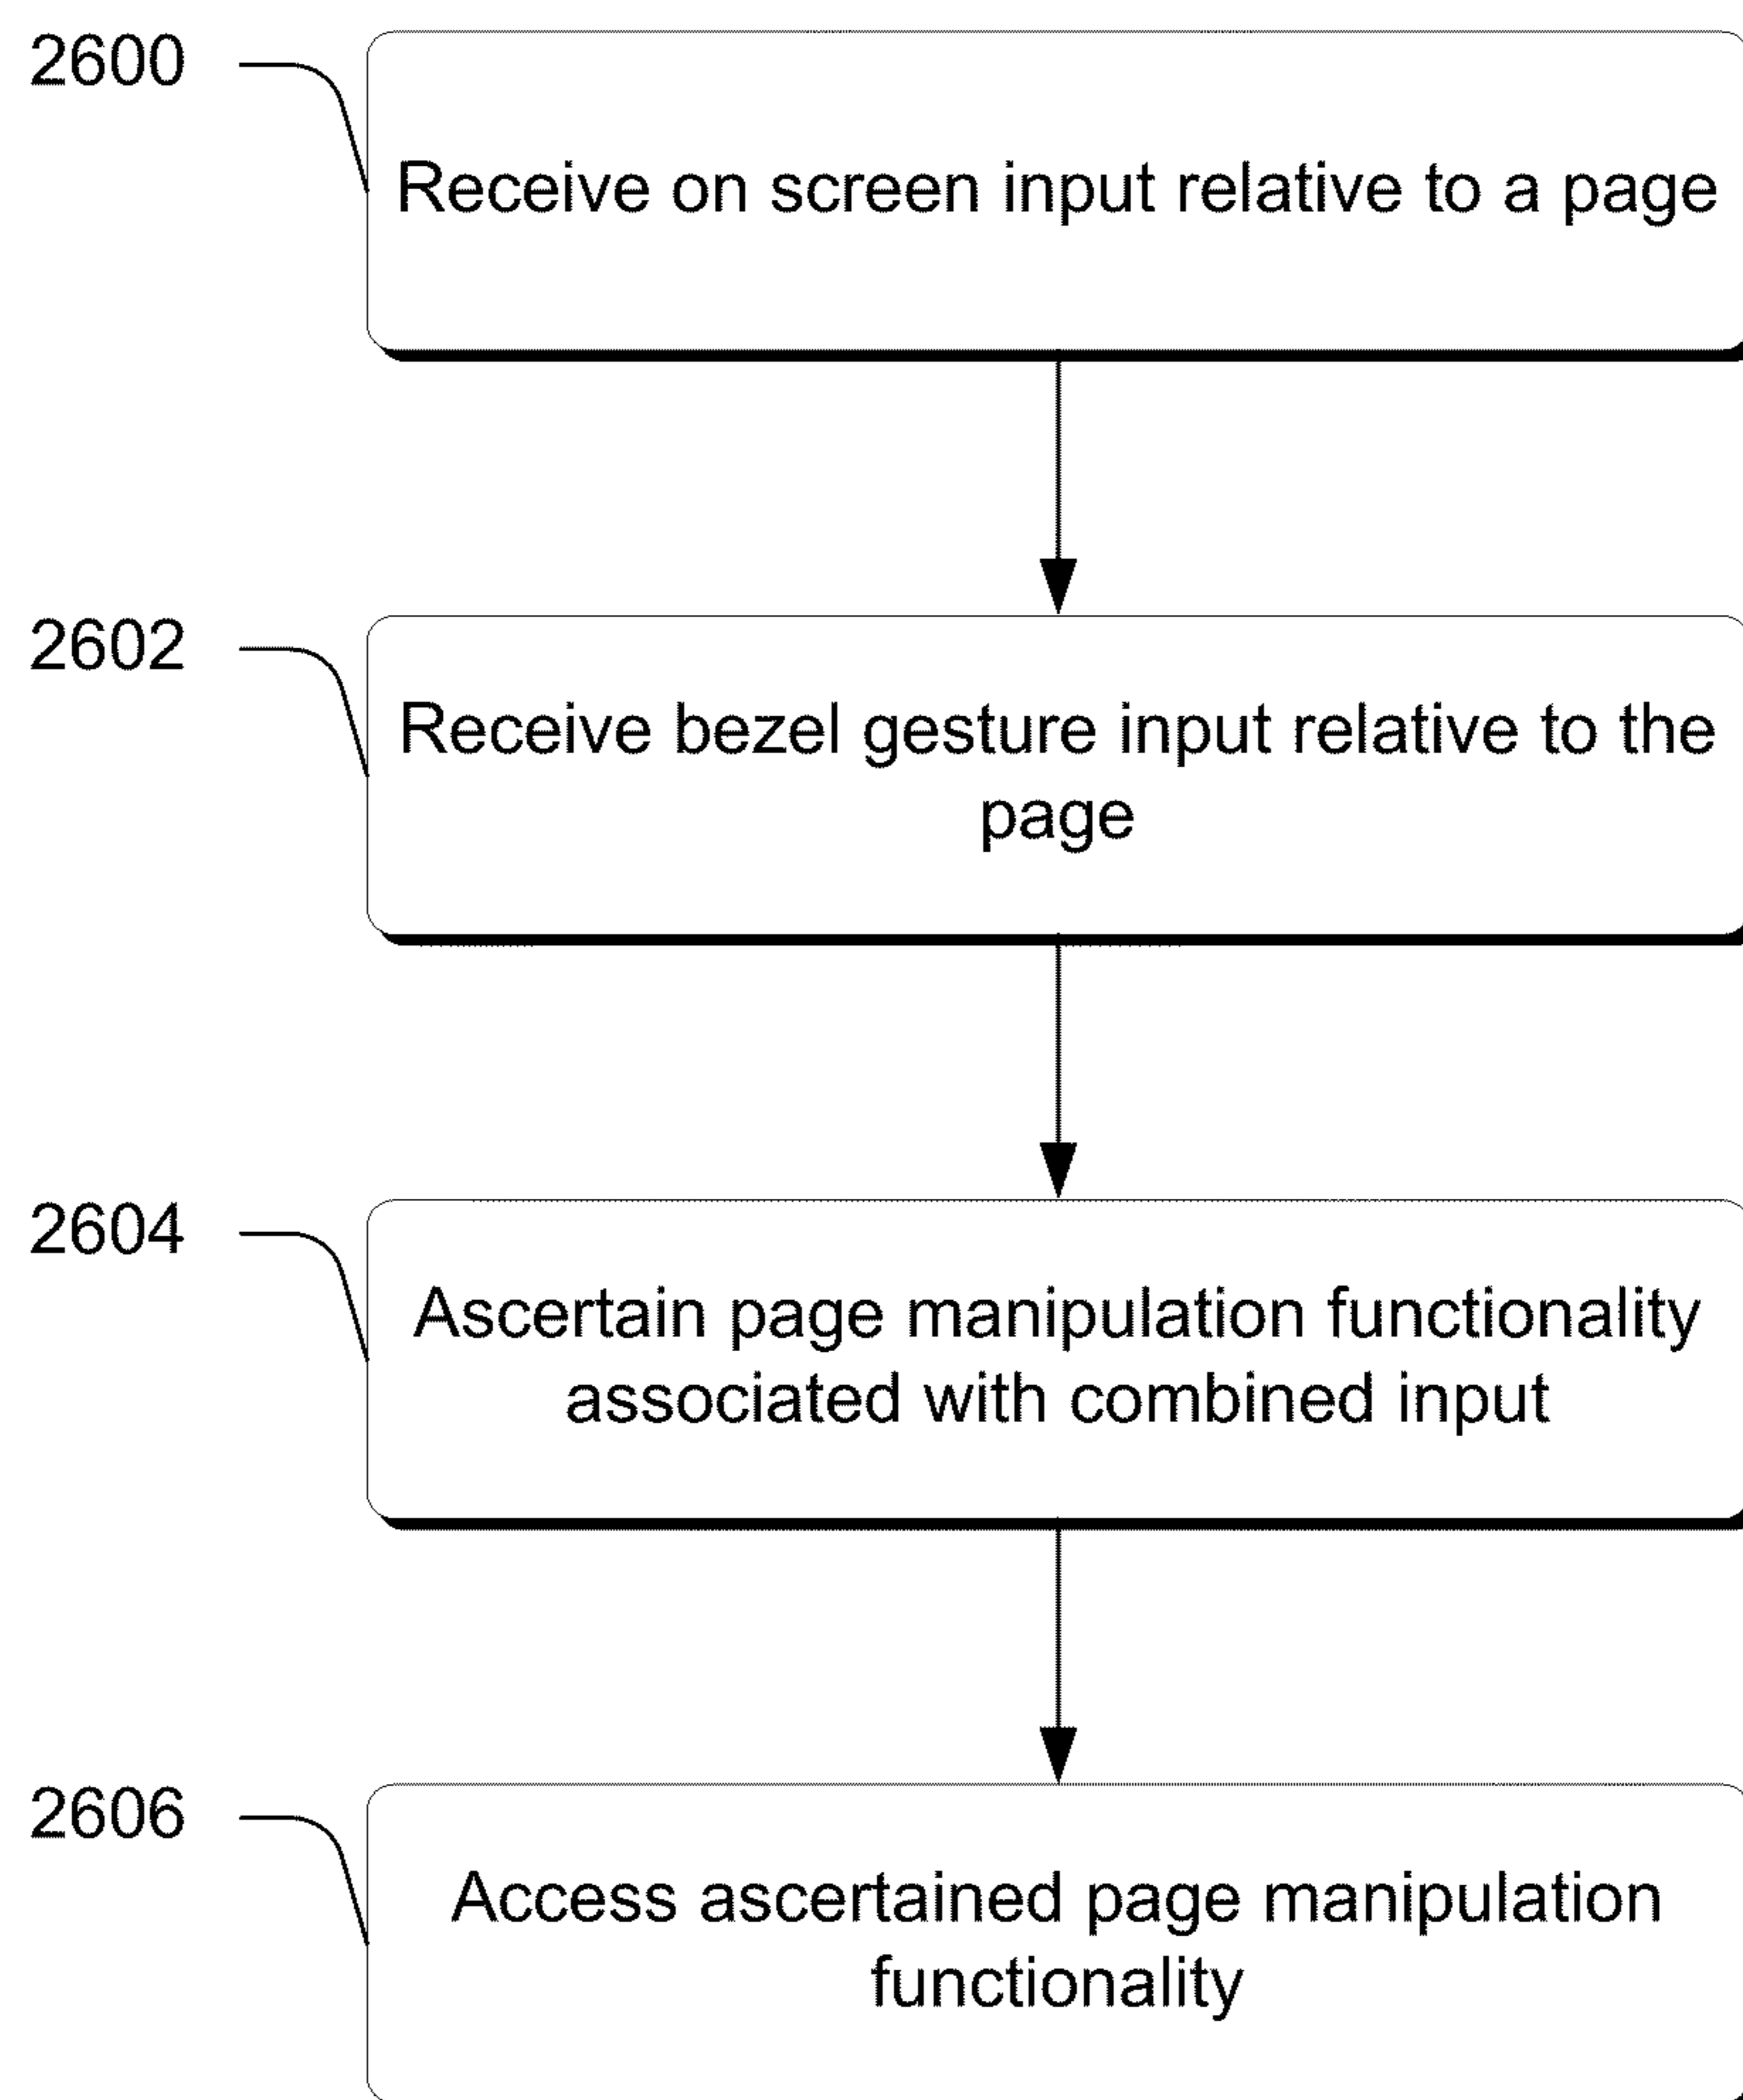 2600
Receive on screen input relative to a page
2602
Receive bezel gesture input relative to the
page
2604
Ascertain page manipulation functionality
associated with combined input
2606
Access ascertained page manipulation
functionality